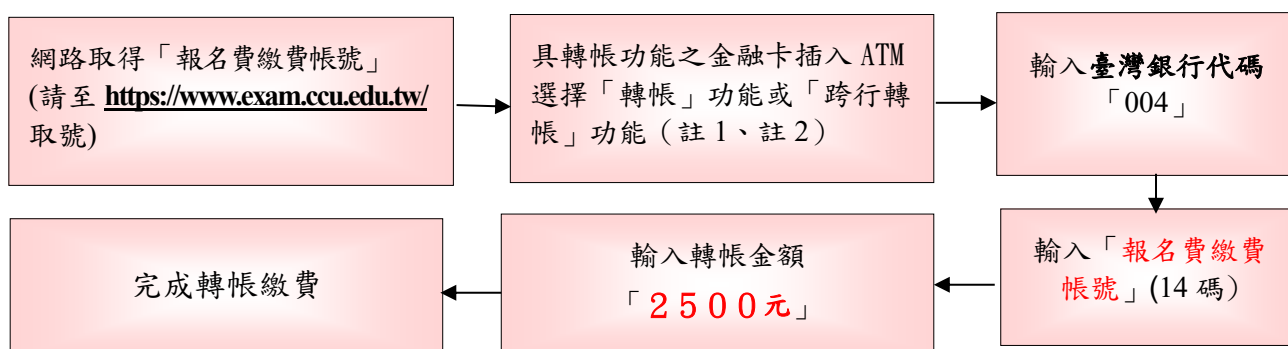 網路取得「報名費繳費帳號」
(請至 https://www.exam.ccu.edu.tw/
取號)
具轉帳功能之金融卡插入 ATM
選擇「轉帳」功能或「跨行轉
帳」功能（註 1、註 2）
輸入臺灣銀行代碼
「004」
輸入「報名費繳費
帳號」(14 碼）
輸入轉帳金額
「２５００元」
完成轉帳繳費